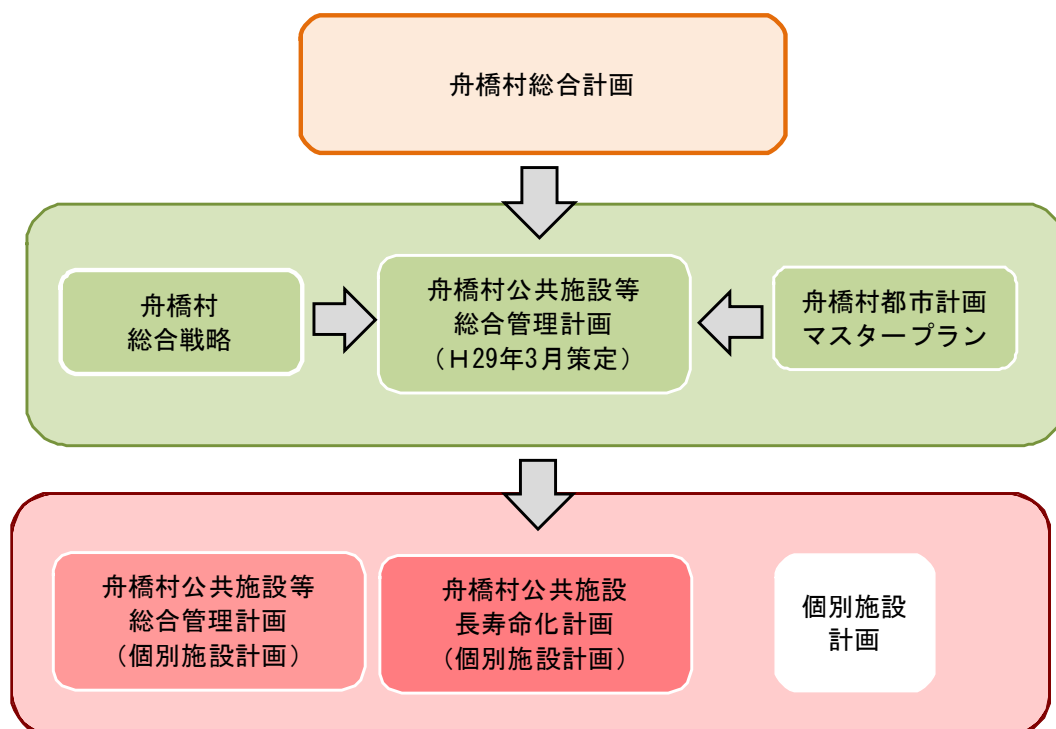 舟橋村総合計画
舟橋村
総合戦略
舟橋村公共施設等
総合管理計画
（Ｈ29年3月策定）
舟橋村都市計画
マスタープラン
舟橋村公共施設等
総合管理計画
（個別施設計画）
舟橋村公共施設
長寿命化計画
（個別施設計画）
個別施設
計画